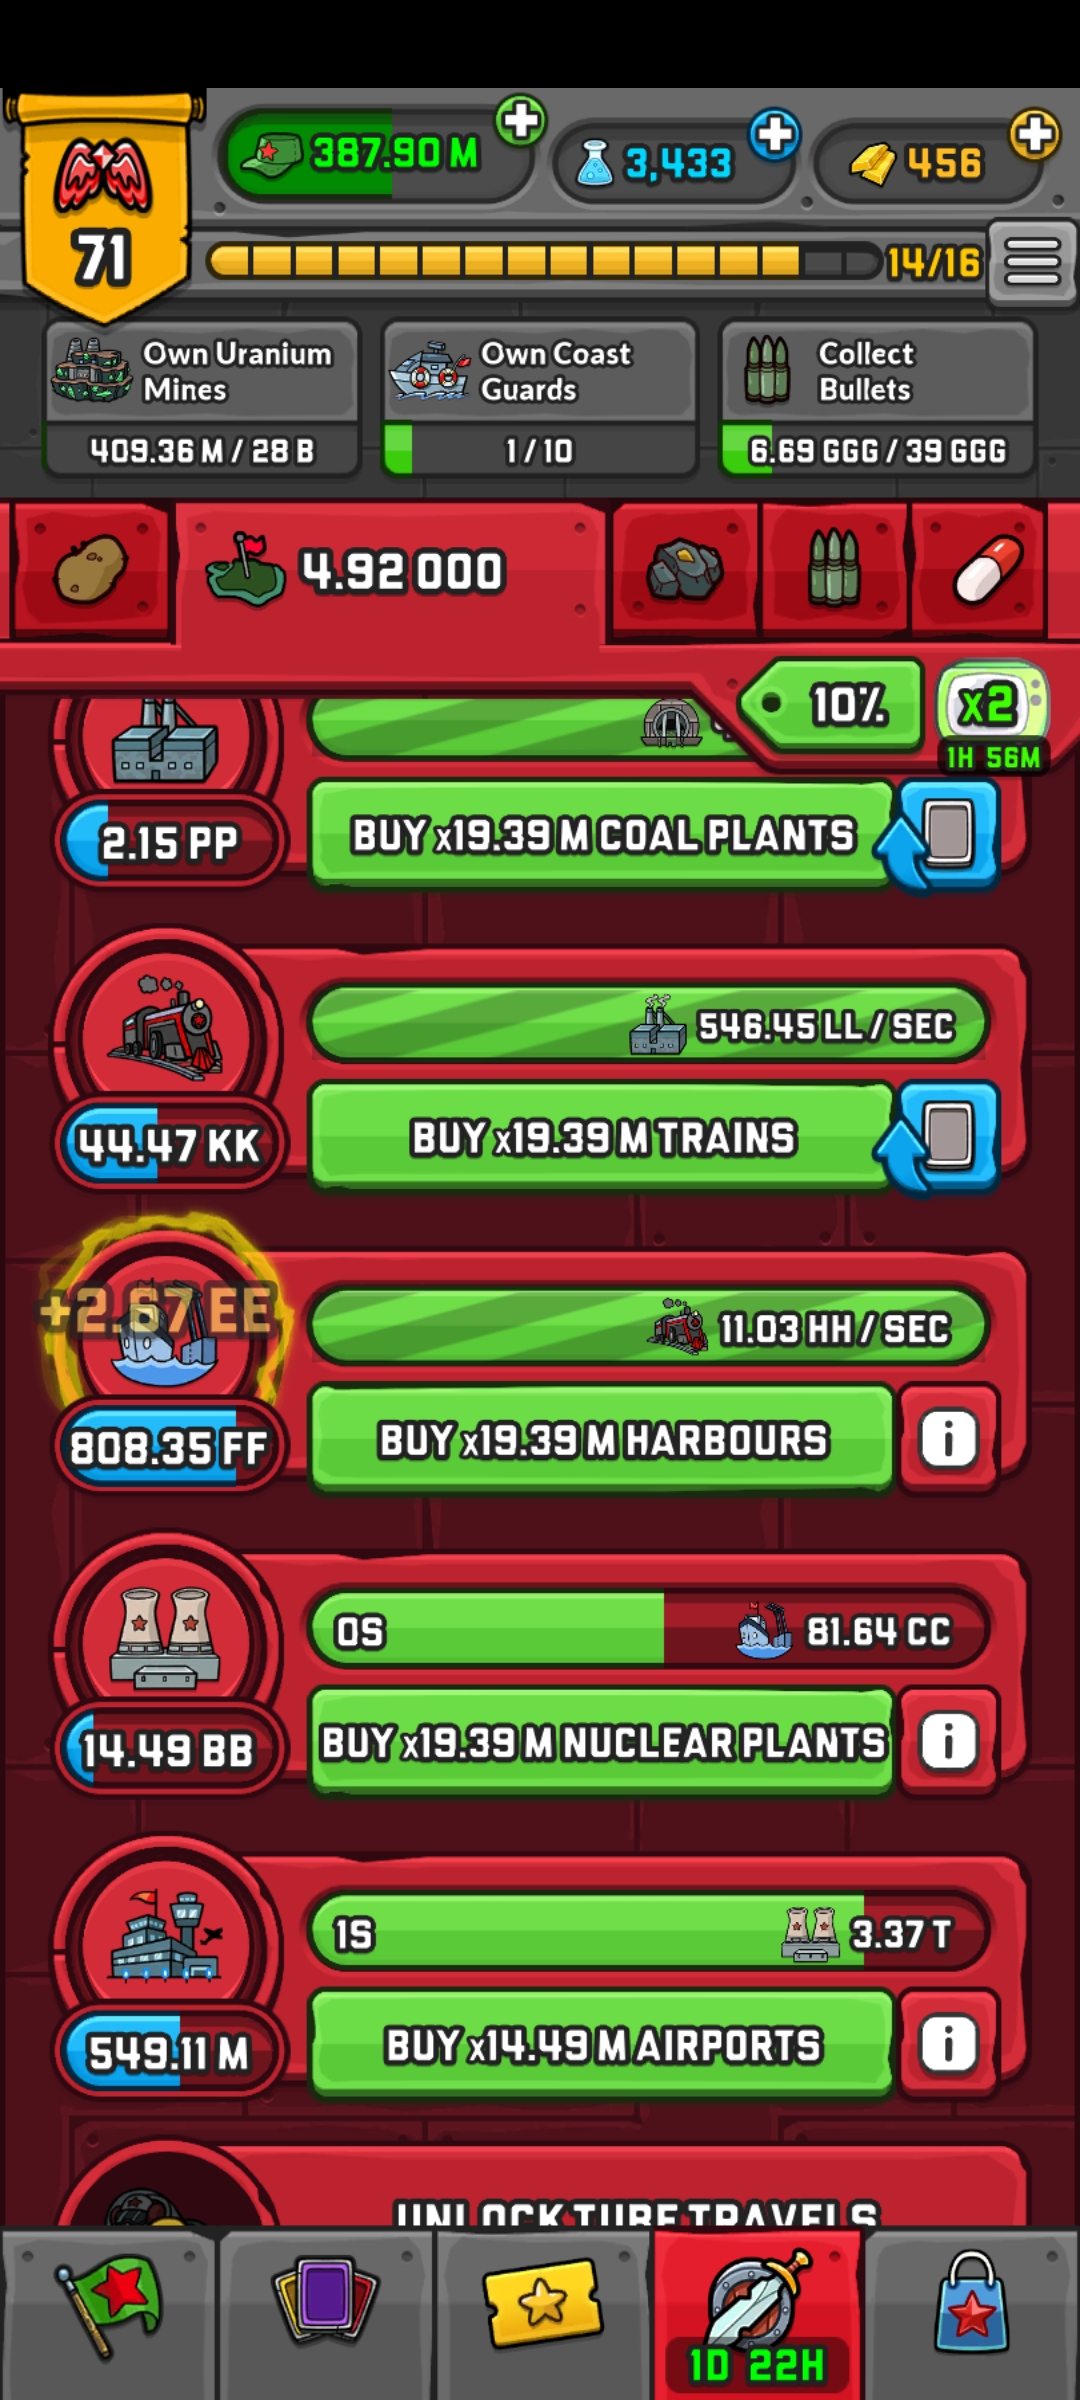 387.90 M
3,433
456
71
14/16
Own Uranium
Mines
409.36 M / 28 B
Own Coast
Guards
1 / 10
Collect
Bullets
6.69 GGG / 39 GGG
4.92 000
10%
x2
1H 56M
2.15 PP
BUY x19.39 M COAL PLANTS
546.45 LL / SEC
44.47 KK
BUY x19.39 M TRAINS
+2.67 EE
11.03 HH / SEC
808.35 FF
BUY x19.39 M HARBOURS
i
0S
81.64 CC
14.49 BB
BUY x19.39 M NUCLEAR PLANTS
i
1S
3.37 T
549.11 M
BUY x14.49 M AIRPORTS
i
UNLOCK TUBE TRAVELS
1D 22H